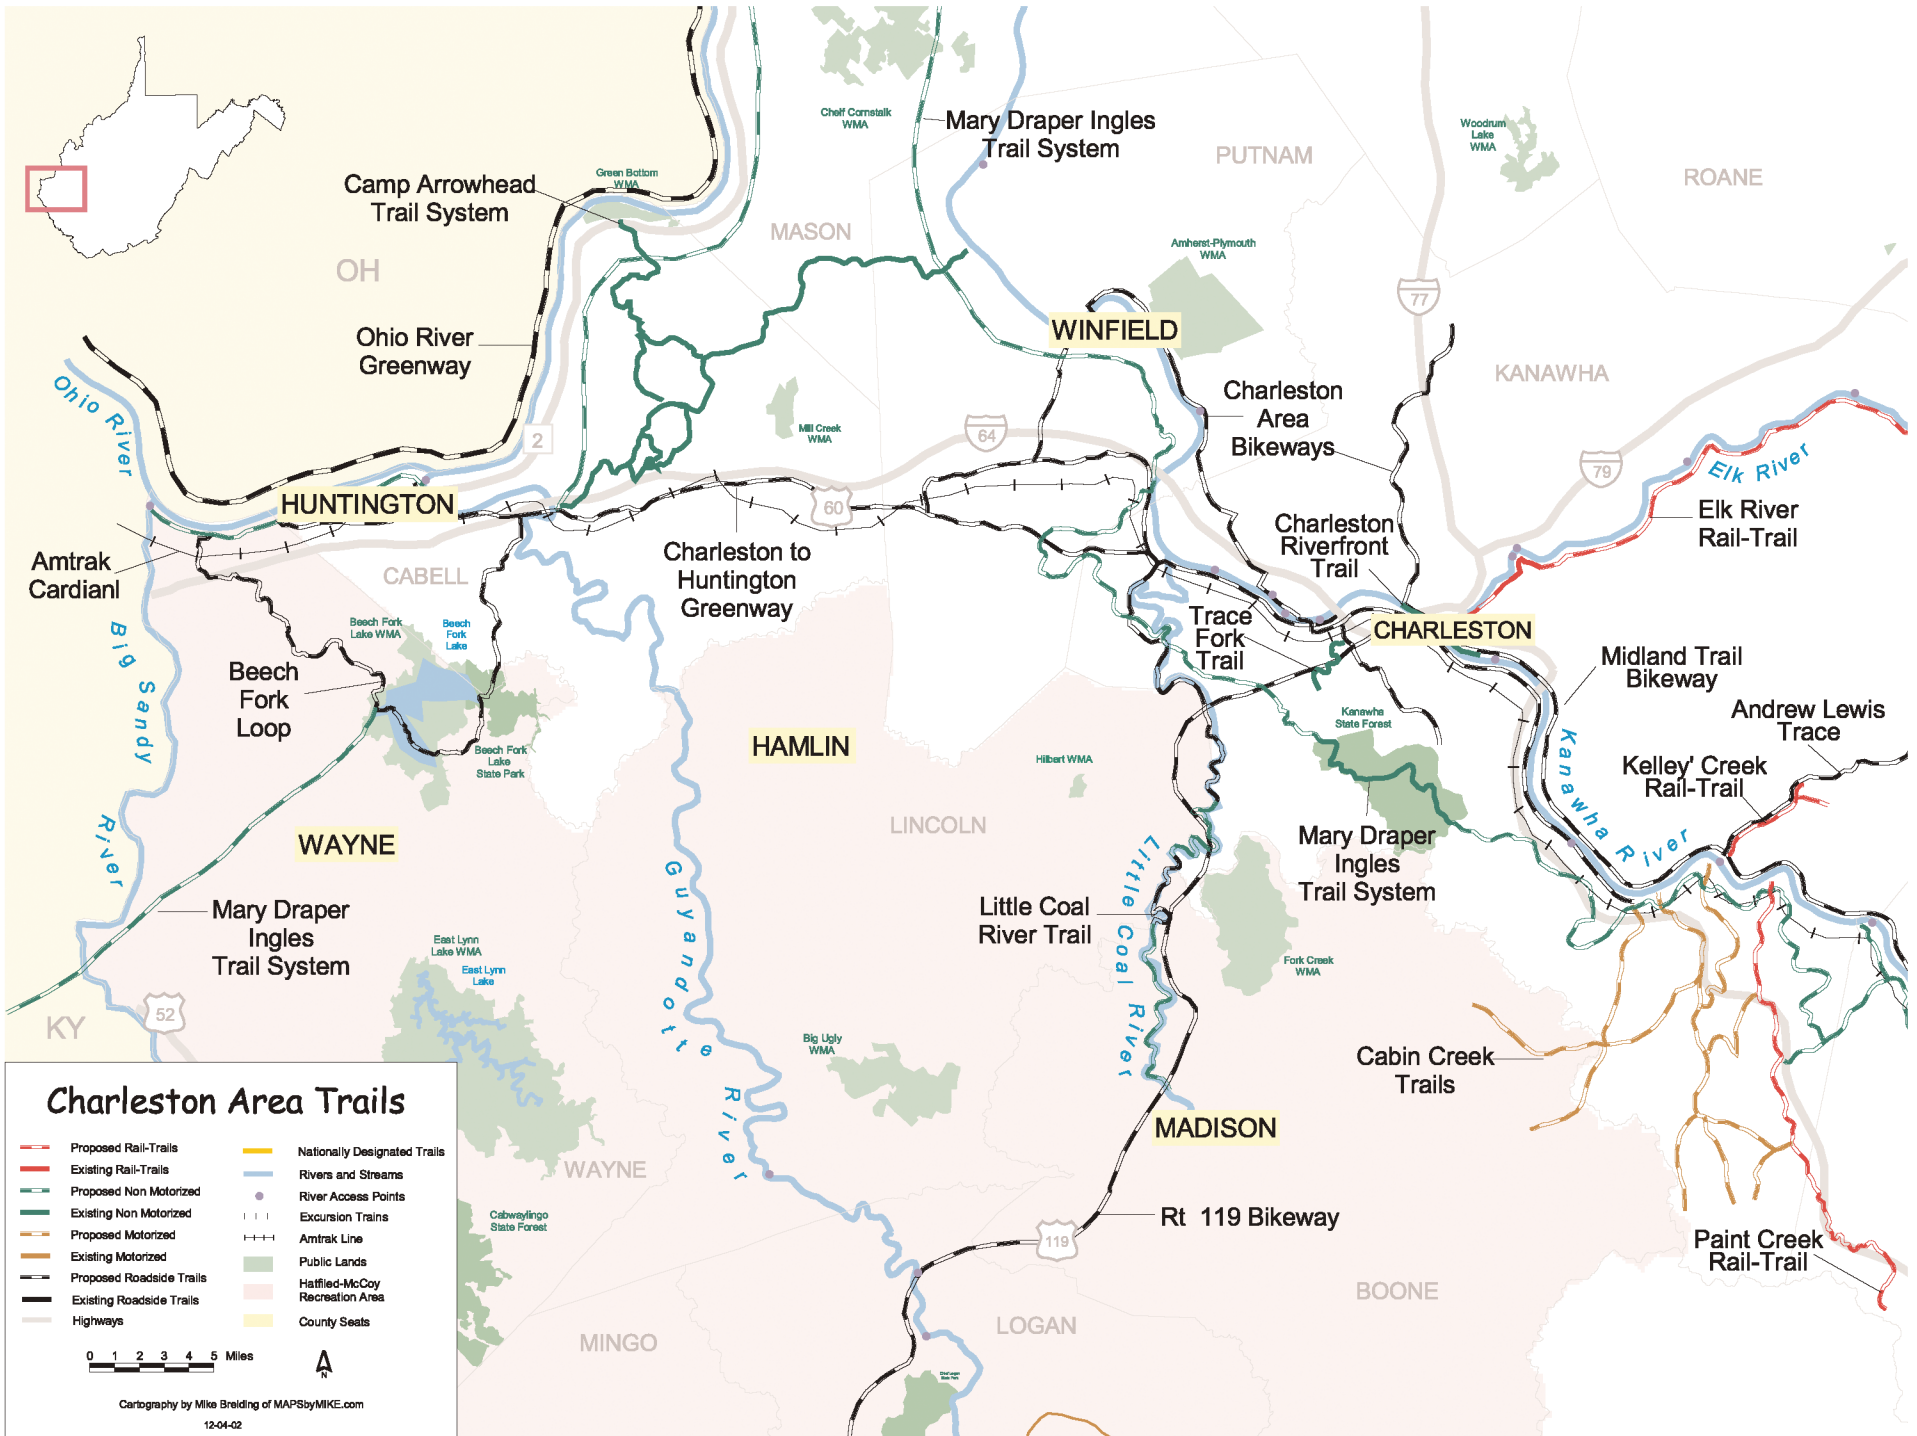 Chelf Cornstalk
WMA
Mary Draper Ingles
Trail System
PUTNAM
Woodrum
Lake
WMA
ROANE
Green Bottom
WMA
Camp Arrowhead
Trail System
MASON
Amherst-Plymouth
WMA
OH
77
Ohio River
Greenway
WINFIELD
KANAWHA
Ohio River
Charleston
Area
Bikeways
Mill Creek
WMA
64
2
79
Elk River
HUNTINGTON
60
Elk River
Rail-Trail
Charleston
Riverfront
Trail
Amtrak
Cardianl
CABELL
Charleston to
Huntington
Greenway
Trace
Fork
Trail
CHARLESTON
Beech Fork
Lake WMA
Beech
Fork
Lake
Big Sandy
River
Beech
Fork
Loop
Midland Trail
Bikeway
Andrew Lewis
Trace
Kanawha
State Forest
HAMLIN
Beech Fork
Lake
State Park
Hilbert WMA
Kelley' Creek
Rail-Trail
Kanawha River
LINCOLN
WAYNE
Mary Draper
Ingles
Trail System
Guyandotte
River
Little Coal River
Little Coal
River Trail
Mary Draper
Ingles
Trail System
East Lynn
Lake WMA
East Lynn
Lake
Fork Creek
WMA
52
KY
Big Ugly
WMA
Cabin Creek
Trails
MADISON
WAYNE
Cabwaylingo
State Forest
Rt 119 Bikeway
119
Paint Creek
Rail-Trail
BOONE
LOGAN
MINGO
Charleston Area Trails
Proposed Rail-Trails
Existing Rail-Trails
Proposed Non Motorized
Existing Non Motorized
Proposed Motorized
Existing Motorized
Proposed Roadside Trails
Existing Roadside Trails
Highways
Nationally Designated Trails
Rivers and Streams
River Access Points
Excursion Trains
Amtrak Line
Public Lands
Hatfiled-McCoy
Recreation Area
County Seats
0 1 2 3 4 5 Miles
N
Cartography by Mike Breiding of MAPSbyMIKE.com
12-04-02